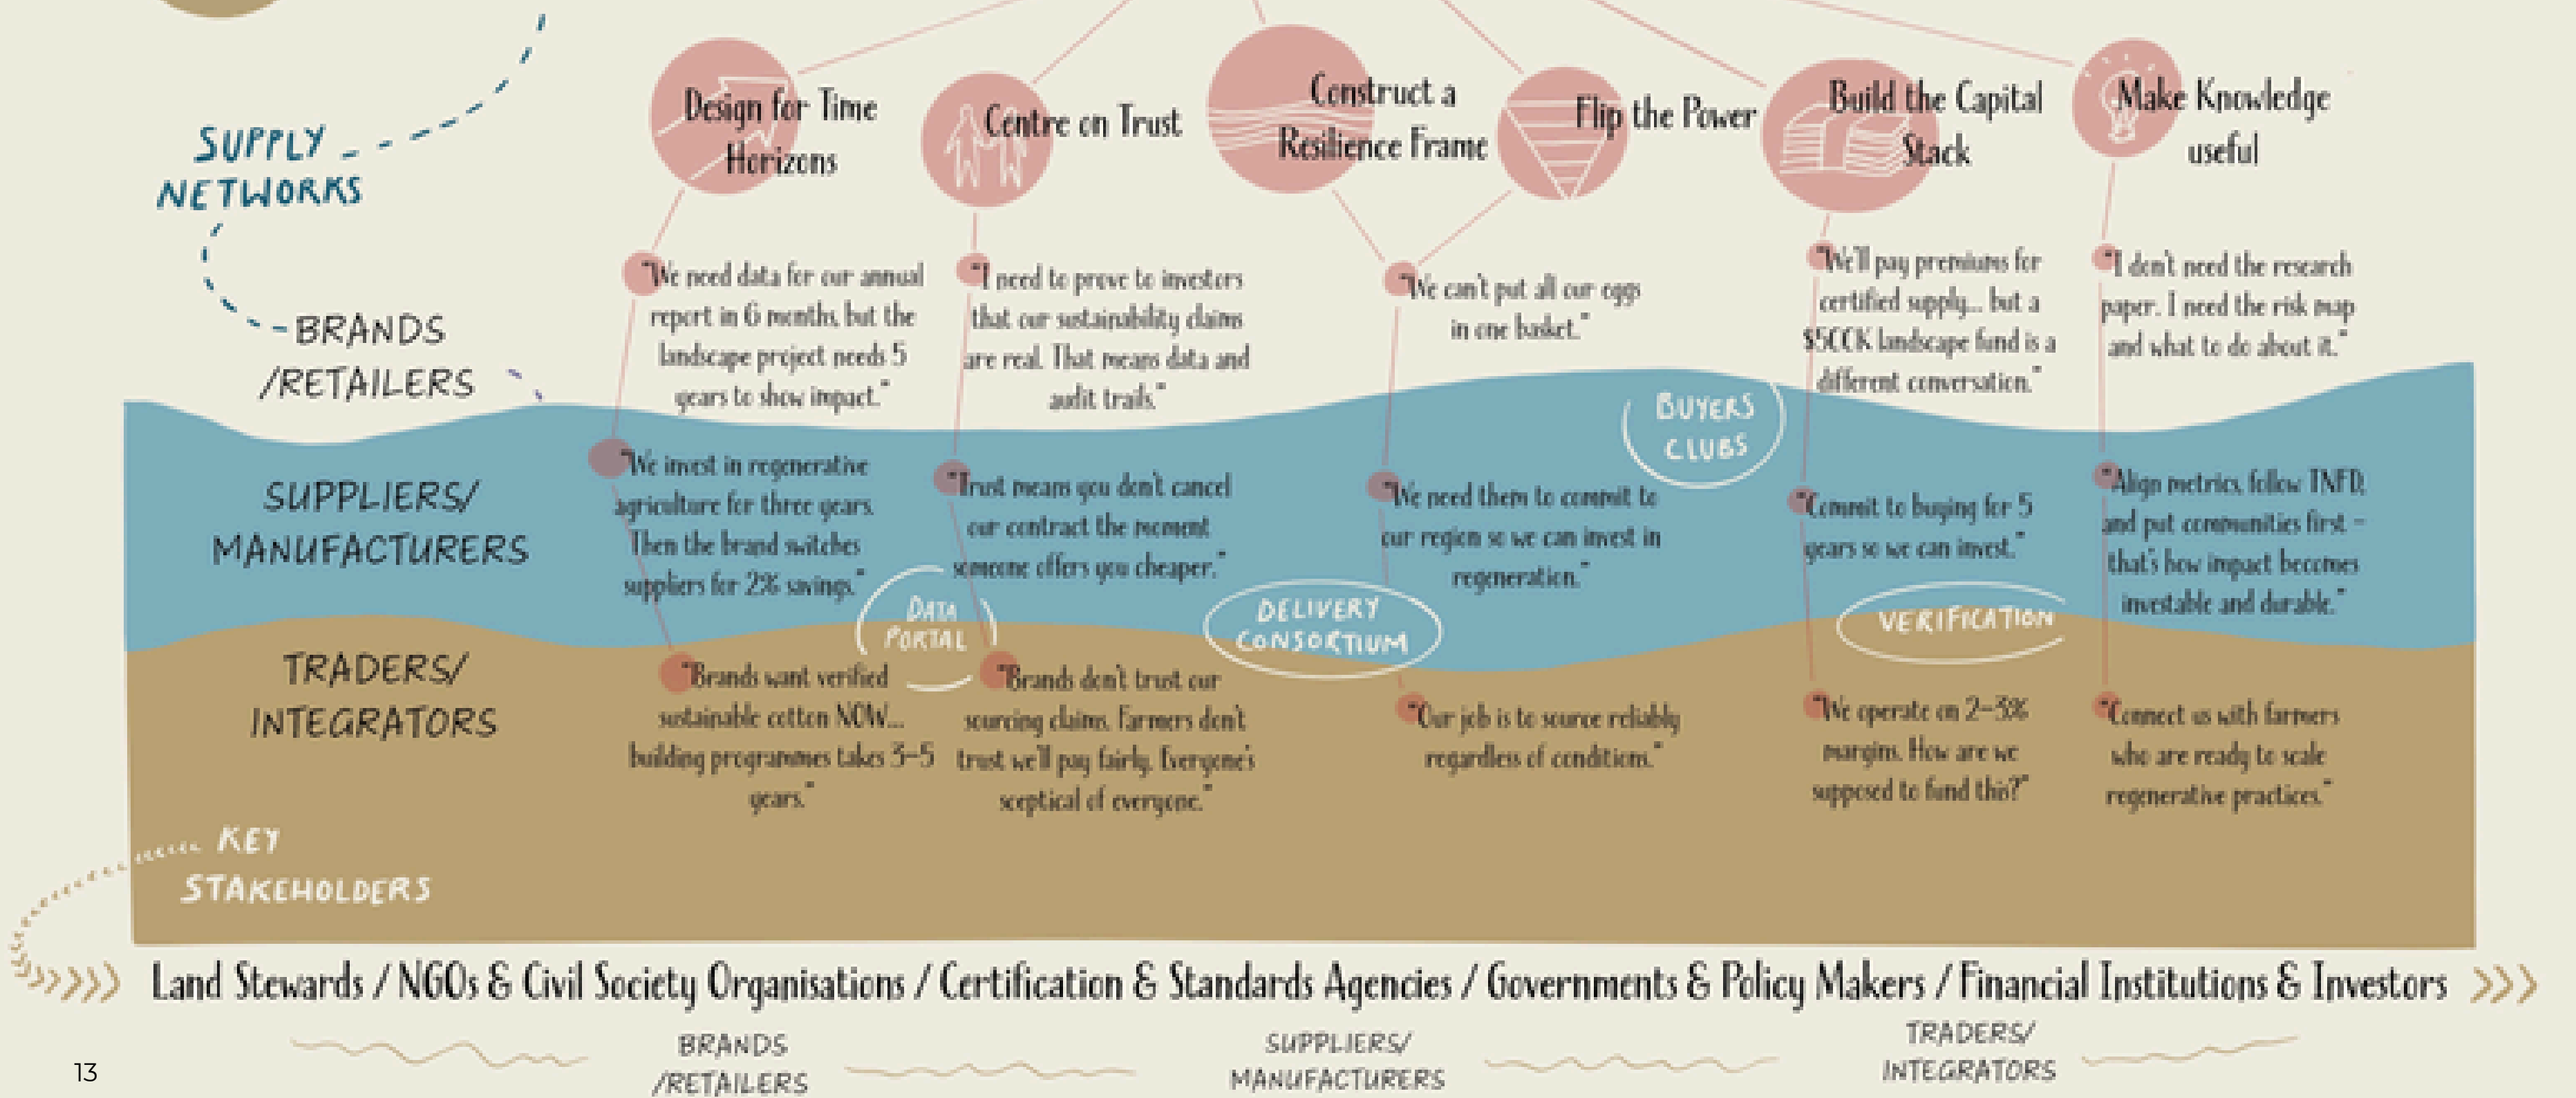 SUPPLY
NETWORKS
Design for Time
Horizons
Centre on Trust
Construct a
Resilience Frame
Flip the Power
Build the Capital
Stack
Make Knowledge
useful
BRANDS
/RETAILERS
"We need data for our annual
report in 6 months, but the
landscape project needs 5
years to show impact."
"I need to prove to investors
that our sustainability claims
are real. That means data and
audit trails."
"We can't put all our eggs
in one basket."
"We'll pay premiums for
certified supply... but a
$500K landscape fund is a
different conversation."
"I don't need the research
paper. I need the risk map
and what to do about it."
BUYERS
CLUBS
SUPPLIERS/
MANUFACTURERS
"We invest in regenerative
agriculture for three years.
Then the brand switches
suppliers for 2% savings."
"Trust means you don't cancel
our contract the moment
someone offers you cheaper."
"We need them to commit to
our region so we can invest in
regeneration."
"Commit to buying for 5
years so we can invest."
"Align metrics, follow TNFD,
and put communities first –
that's how impact becomes
investable and durable."
DATA
PORTAL
DELIVERY
CONSORTIUM
VERIFICATION
TRADERS/
INTEGRATORS
"Brands want verified
sustainable cotton NOW...
building programmes takes 3–5
years."
"Brands don't trust our
sourcing claims. Farmers don't
trust we'll pay fairly. Everyone's
sceptical of everyone."
"Our job is to source reliably
regardless of conditions."
"We operate on 2–3%
margins. How are we
supposed to fund this?"
"Connect us with farmers
who are ready to scale
regenerative practices."
KEY
STAKEHOLDERS
Land Stewards / NGOs & Civil Society Organisations / Certification & Standards Agencies / Governments & Policy Makers / Financial Institutions & Investors
BRANDS
/RETAILERS
SUPPLIERS/
MANUFACTURERS
TRADERS/
INTEGRATORS
13